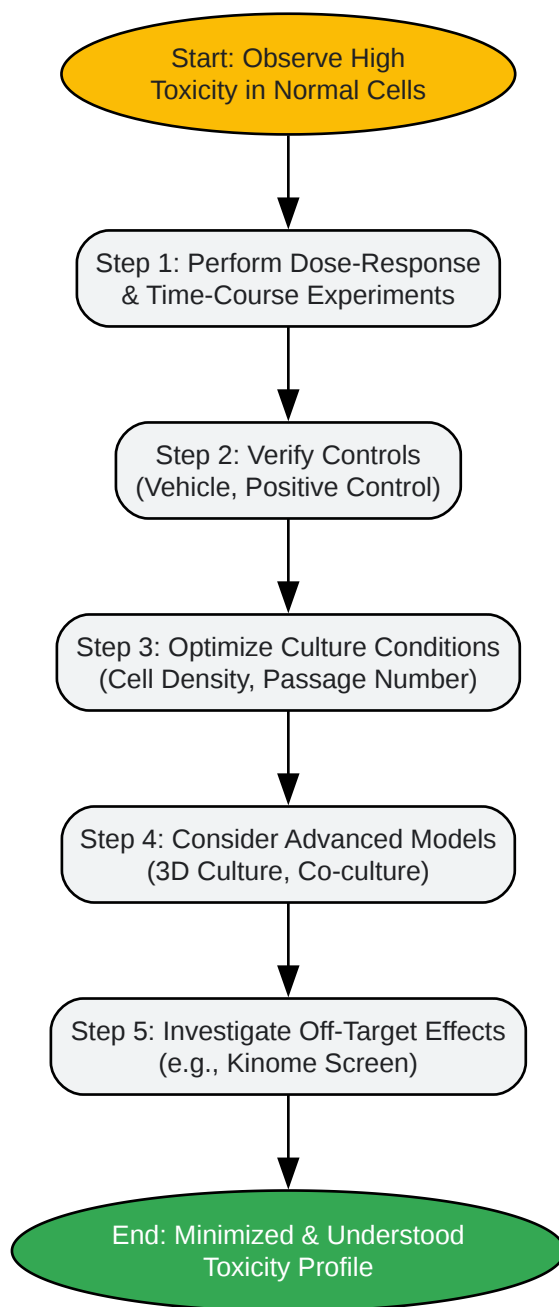 Start: Observe High
Toxicity in Normal Cells
Step 1: Perform Dose-Response
& Time-Course Experiments
Step 2: Verify Controls
(Vehicle, Positive Control)
Step 3: Optimize Culture Conditions
(Cell Density, Passage Number)
Step 4: Consider Advanced Models
(3D Culture, Co-culture)
Step 5: Investigate Off-Target Effects
(e.g., Kinome Screen)
End: Minimized & Understood
Toxicity Profile